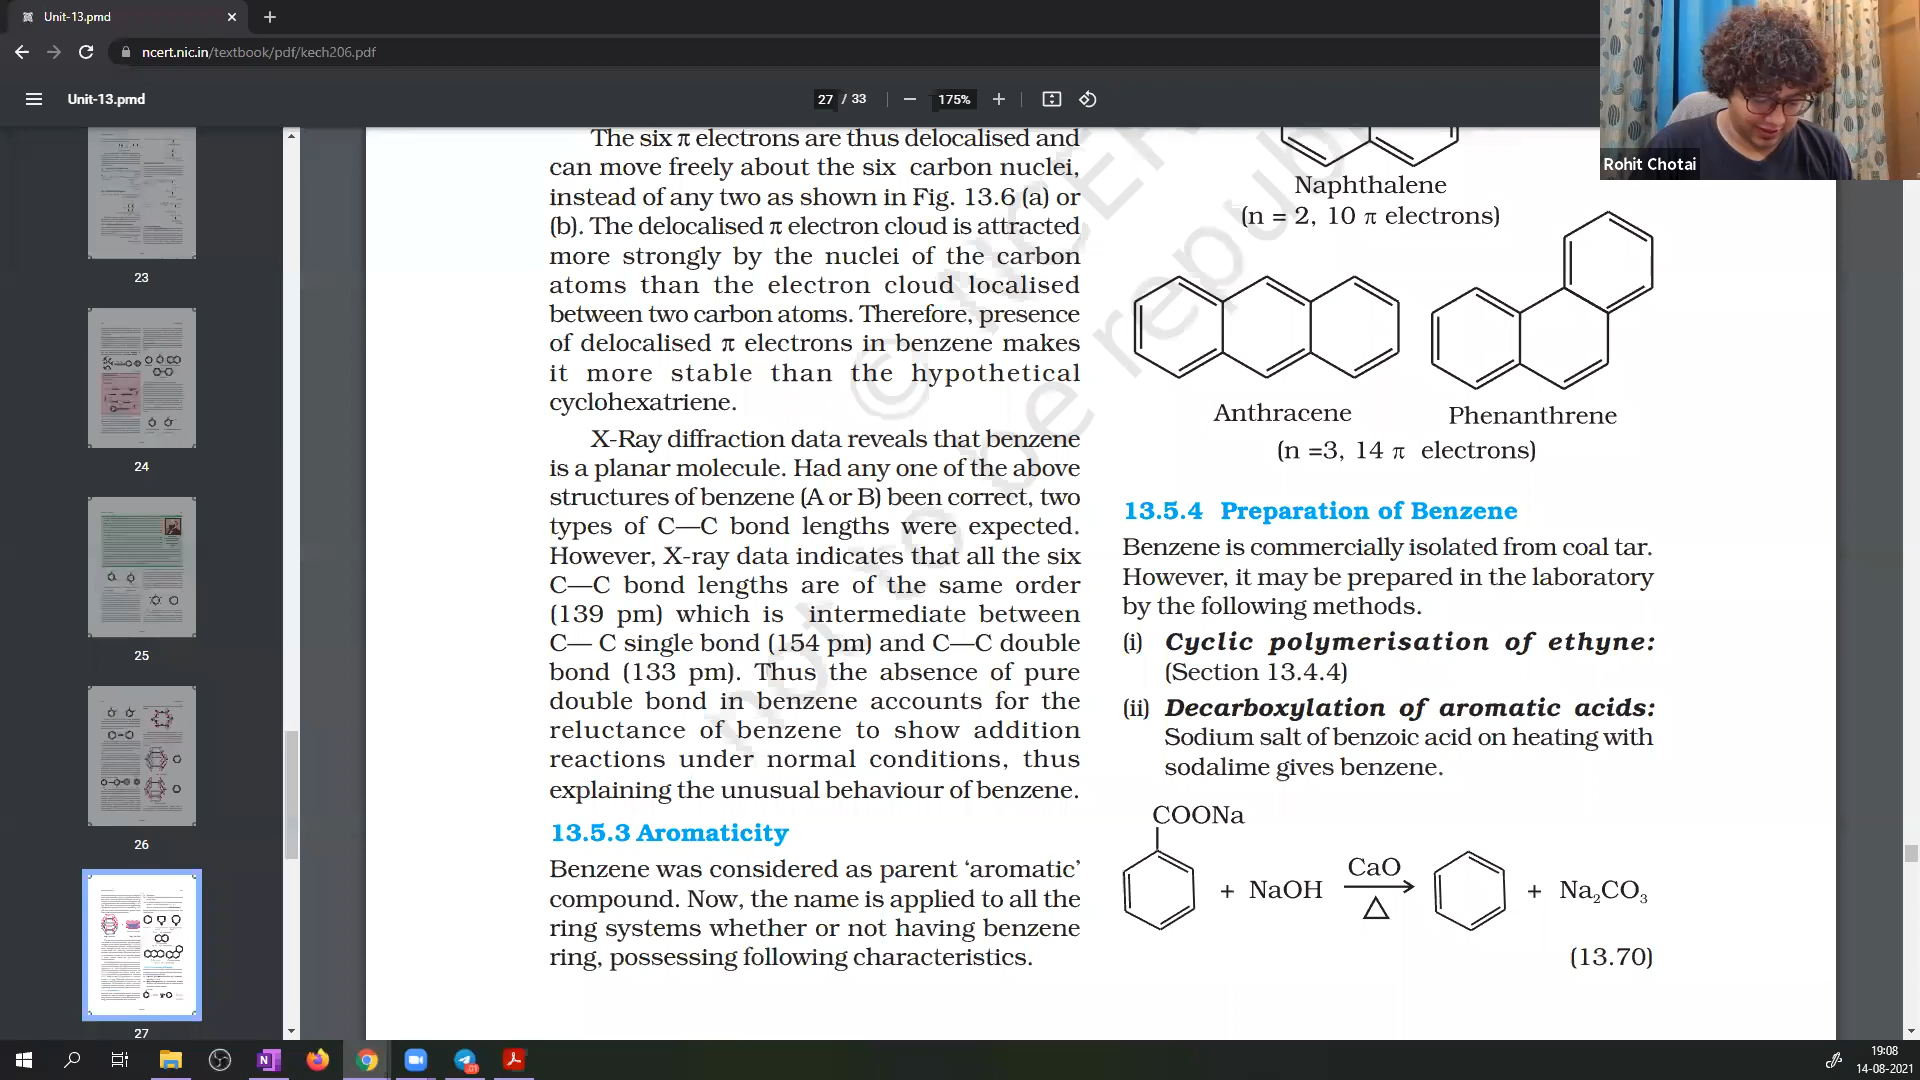 Unit-13.pmd
ncert.nic.in/textbook/pdf/kech206.pdf
Unit-13.pmd
27 / 33
175%
Rohit Chotai
23
24
25
26
27
The six π electrons are thus delocalised and
can move freely about the six carbon nuclei,
instead of any two as shown in Fig. 13.6 (a) or
(b). The delocalised π electron cloud is attracted
more strongly by the nuclei of the carbon
atoms than the electron cloud localised
between two carbon atoms. Therefore, presence
of delocalised π electrons in benzene makes
it more stable than the hypothetical
cyclohexatriene.
X-Ray diffraction data reveals that benzene
is a planar molecule. Had any one of the above
structures of benzene (A or B) been correct, two
types of C—C bond lengths were expected.
However, X-ray data indicates that all the six
C—C bond lengths are of the same order
(139 pm) which is intermediate between
C— C single bond (154 pm) and C—C double
bond (133 pm). Thus the absence of pure
double bond in benzene accounts for the
reluctance of benzene to show addition
reactions under normal conditions, thus
explaining the unusual behaviour of benzene.
13.5.3 Aromaticity
Benzene was considered as parent ‘aromatic’
compound. Now, the name is applied to all the
ring systems whether or not having benzene
ring, possessing following characteristics.
Naphthalene
(n = 2, 10 π electrons)
Anthracene
Phenanthrene
(n =3, 14 π electrons)
13.5.4 Preparation of Benzene
Benzene is commercially isolated from coal tar.
However, it may be prepared in the laboratory
by the following methods.
(i) Cyclic polymerisation of ethyne:
(Section 13.4.4)
(ii) Decarboxylation of aromatic acids:
Sodium salt of benzoic acid on heating with
sodalime gives benzene.
COONa
+ NaOH CaO △ + Na₂CO₃
(13.70)
© NCER
not to be republ
19:08
14-08-2021